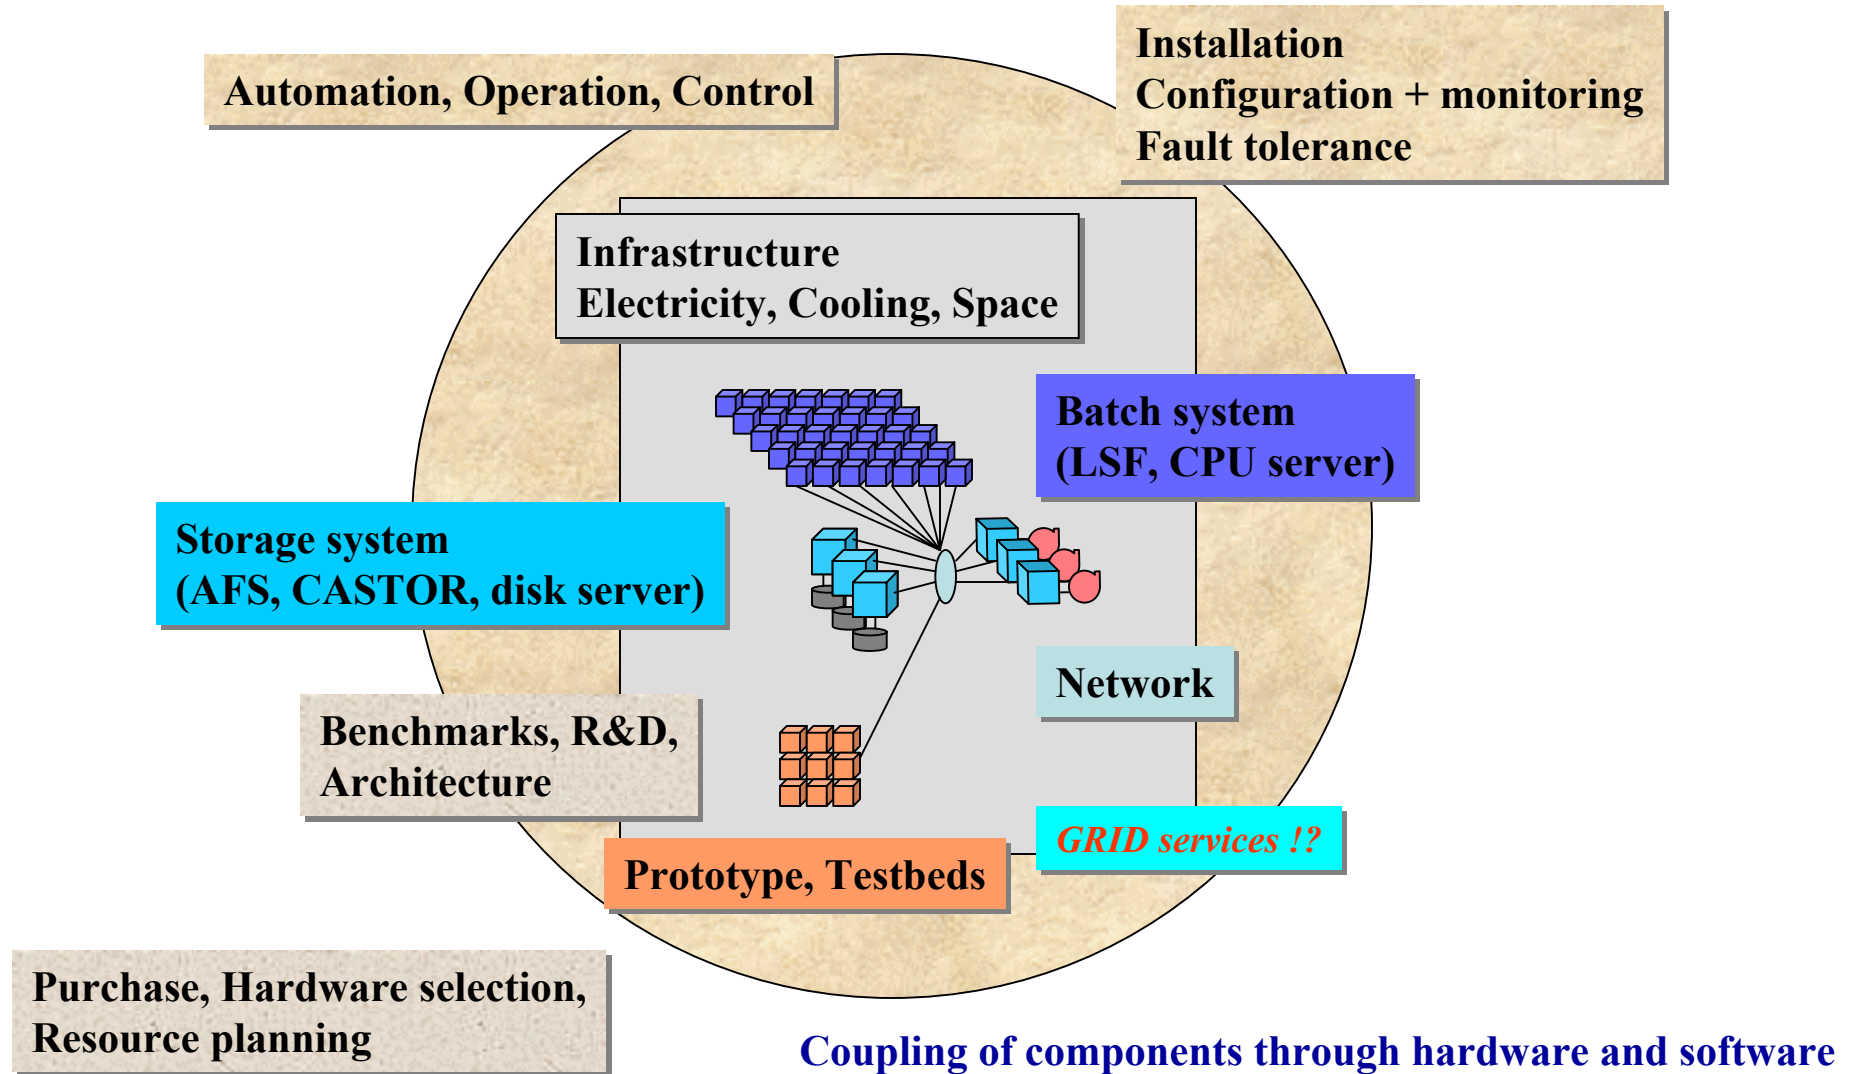 Automation, Operation, Control
Installation
Configuration + monitoring
Fault tolerance
Infrastructure
Electricity, Cooling, Space
Batch system
(LSF, CPU server)
Storage system
(AFS, CASTOR, disk server)
Network
Benchmarks, R&D,
Architecture
GRID services !?
Prototype, Testbeds
Purchase, Hardware selection,
Resource planning
Coupling of components through hardware and software